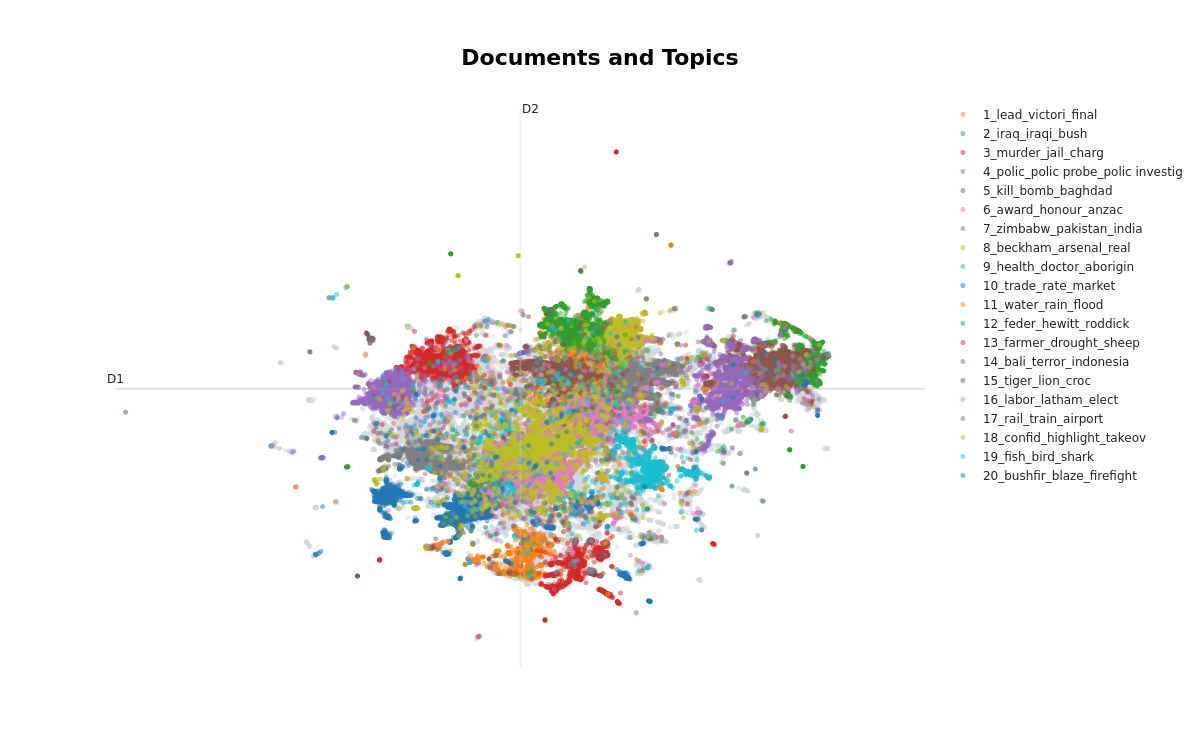 Documents and Topics
D2
D1
1_lead_victori_final
2_iraq_iraqi_bush
3_murder_jail_charg
4_polic_polic probe_polic investig
5_kill_bomb_baghdad
6_award_honour_anzac
7_zimbabw_pakistan_india
8_beckham_arsenal_real
9_health_doctor_aborigin
10_trade_rate_market
11_water_rain_flood
12_feder_hewitt_roddick
13_farmer_drought_sheep
14_bali_terror_indonesia
15_tiger_lion_croc
16_labor_latham_elect
17_rail_train_airport
18_confid_highlight_takeov
19_fish_bird_shark
20_bushfir_blaze_firefight